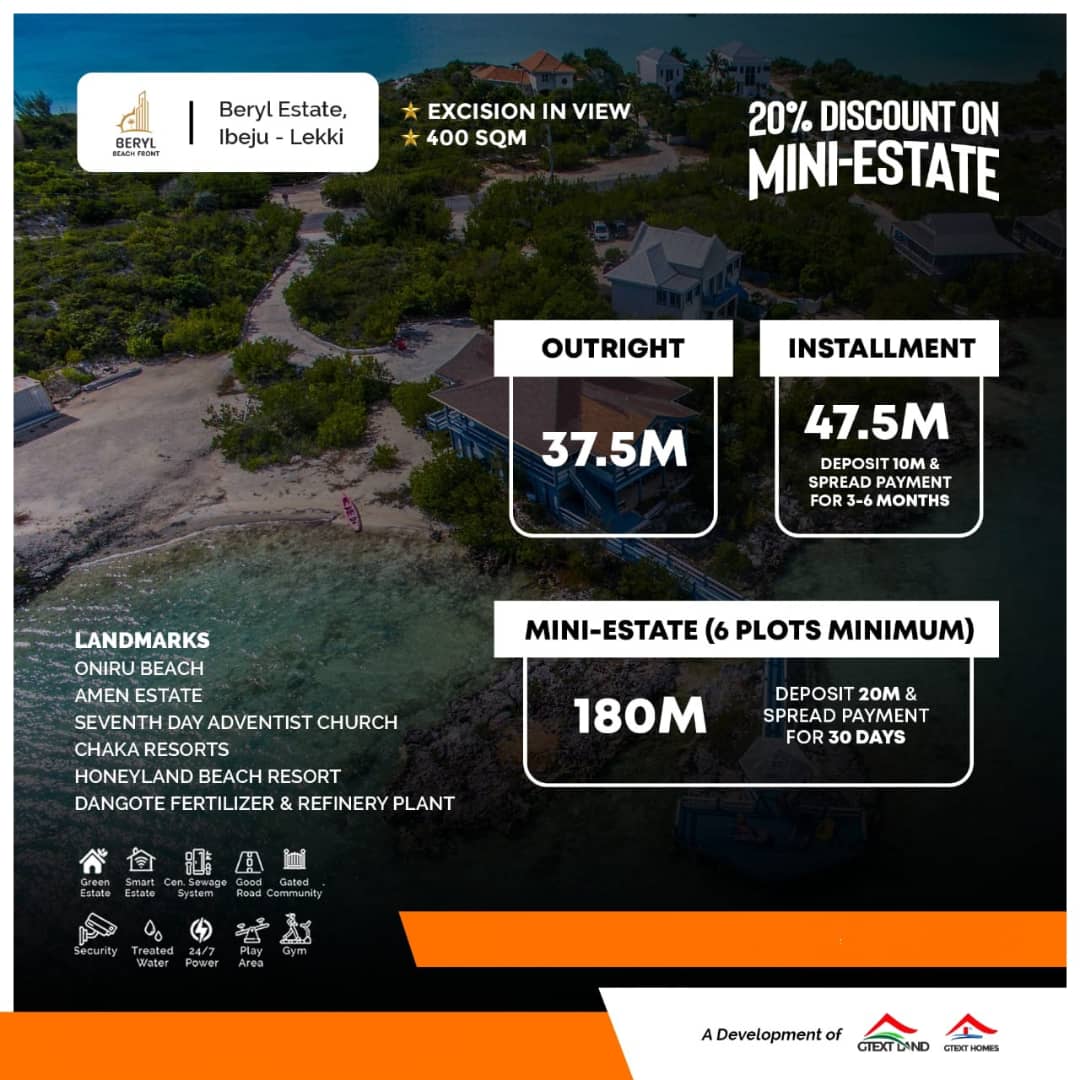 BERYL
BEACH FRONT
Beryl Estate,
Ibeju - Lekki
EXCISION IN VIEW
400 SQM
20% DISCOUNT ON
MINI-ESTATE
OUTRIGHT
37.5M
INSTALLMENT
47.5M
DEPOSIT 10M &
SPREAD PAYMENT
FOR 3-6 MONTHS
MINI-ESTATE (6 PLOTS MINIMUM)
180M
DEPOSIT 20M &
SPREAD PAYMENT
FOR 30 DAYS
LANDMARKS
ONIRU BEACH
AMEN ESTATE
SEVENTH DAY ADVENTIST CHURCH
CHAKA RESORTS
HONEYLAND BEACH RESORT
DANGOTE FERTILIZER & REFINERY PLANT
Green
Estate
Smart
Estate
Cen. Sewage
System
Good
Road
Gated
Community
Security
Treated
Water
24/7
Power
Play
Area
Gym
A Development of
GTEXT LAND
GTEXT HOMES